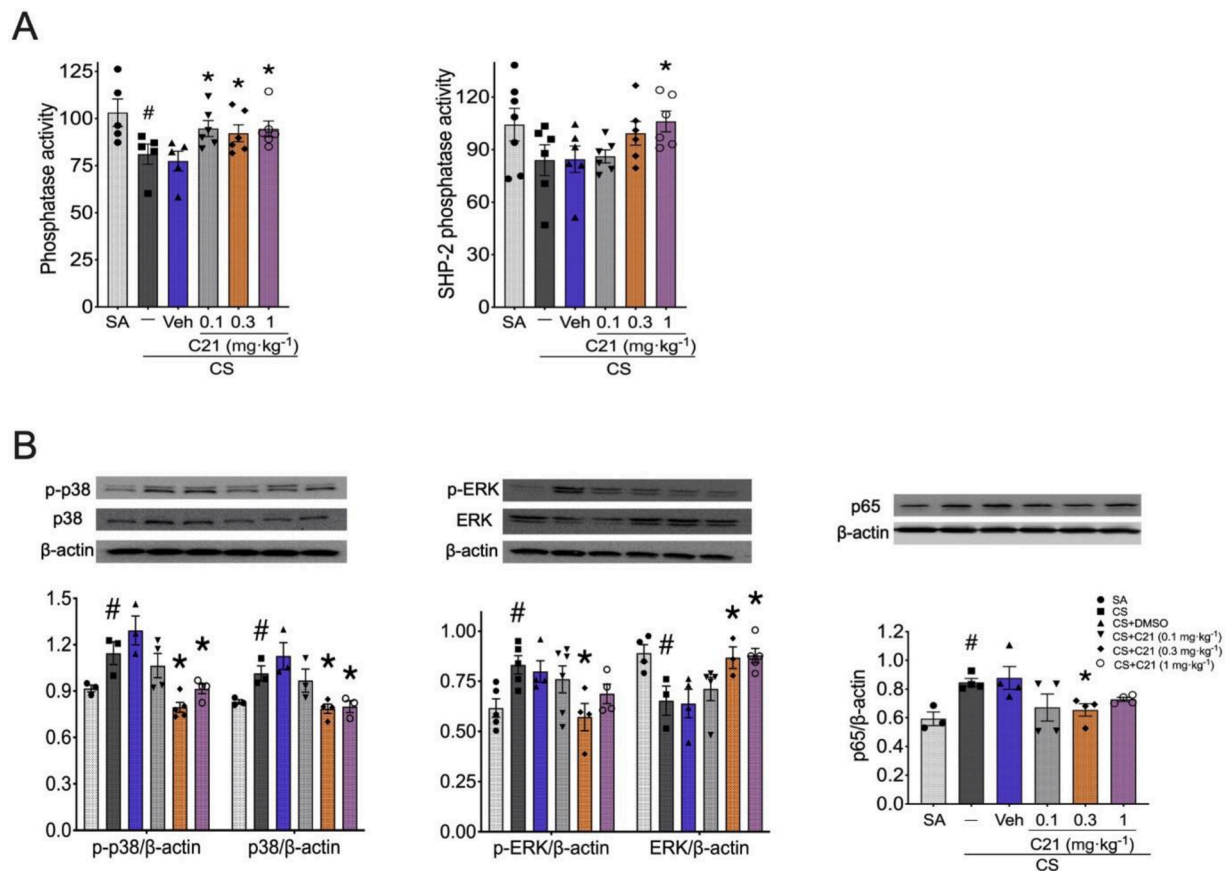 A
Phosphatase activity
125
100
75
50
25
0
#
*
*
*
SA
—
Veh
0.1
0.3
1
C21 (mg·kg⁻¹)
CS
SHP-2 phosphatase activity
120
90
60
30
0
*
SA
—
Veh
0.1
0.3
1
C21 (mg·kg⁻¹)
CS
B
p-p38
p38
β-actin
1.5
1.2
0.9
0.6
0.3
0.0
#
*
*
#
*
*
p-p38/β-actin
p38/β-actin
p-ERK
ERK
β-actin
1.00
0.75
0.50
0.25
0.00
#
*
#
*
*
p-ERK/β-actin
ERK/β-actin
p65
β-actin
SA
CS
CS+DMSO
CS+C21 (0.1 mg·kg⁻¹)
CS+C21 (0.3 mg·kg⁻¹)
CS+C21 (1 mg·kg⁻¹)
p65/β-actin
1.2
1.0
0.8
0.6
0.4
0.2
0.0
#
*
SA
—
Veh
0.1
0.3
1
C21 (mg·kg⁻¹)
CS